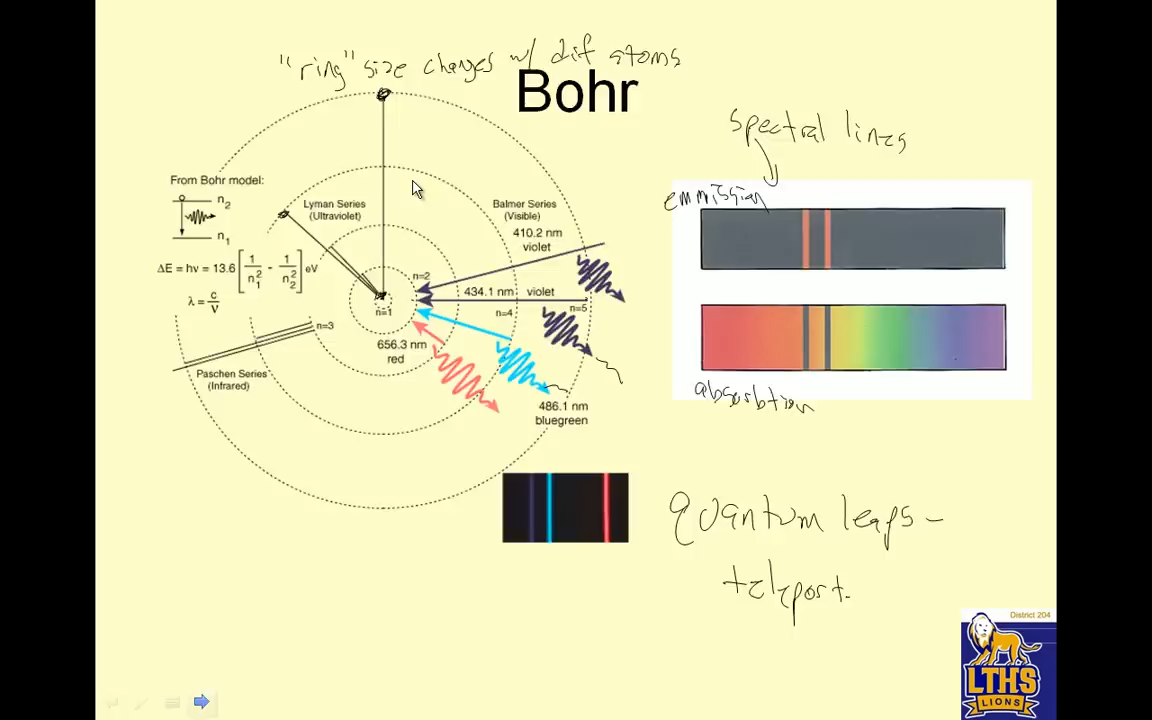 "ring" size changes w/ dif atoms
Bohr
spectral lines
From Bohr model:
n2
n1
ΔE = hν = 13.6 [ 1/n1² - 1/n2² ] eV
λ = c/ν
Lyman Series
(Ultraviolet)
Balmer Series
(Visible)
410.2 nm
violet
n=2
434.1 nm violet
n=1
n=4
n=5
n=3
656.3 nm
red
Paschen Series
(Infrared)
486.1 nm
bluegreen
emmission
absorbtion
quantum leaps -
teleport.
District 204
LTHS
LIONS